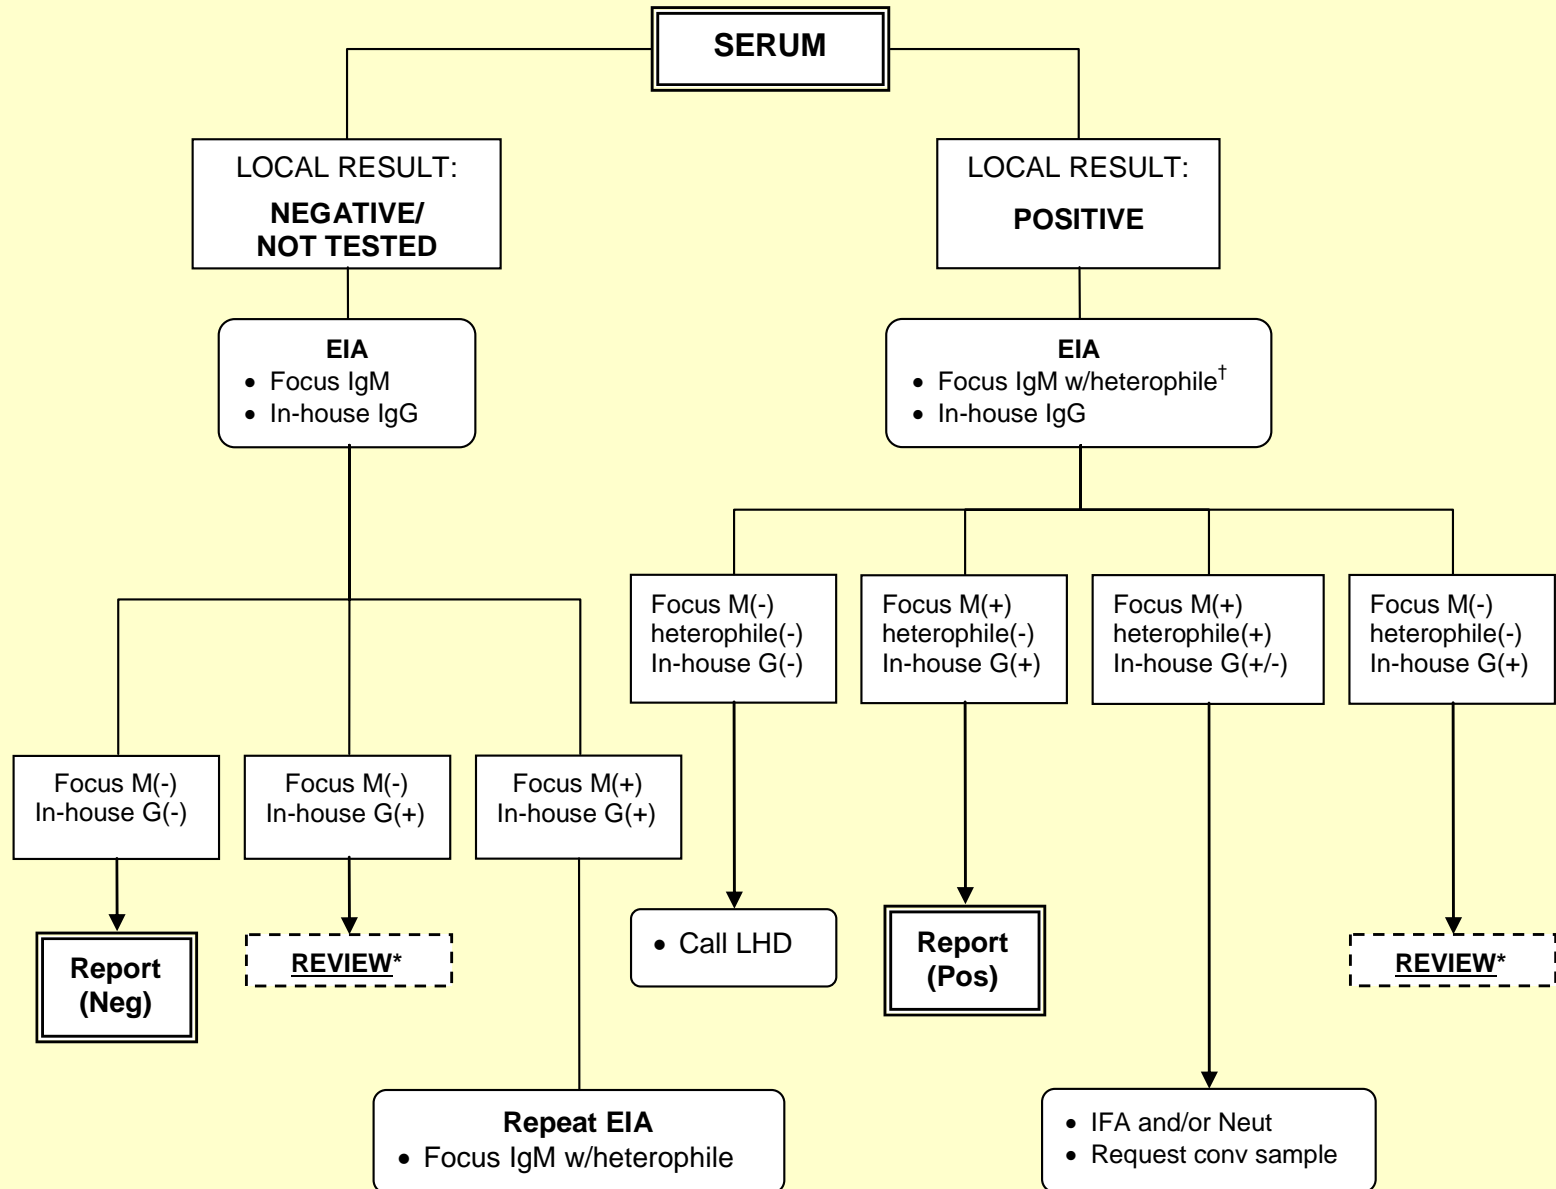 SERUM
LOCAL RESULT:
NEGATIVE/
NOT TESTED
LOCAL RESULT:
POSITIVE
EIA
• Focus IgM
• In-house IgG
EIA
• Focus IgM w/heterophile†
• In-house IgG
Focus M(-)
heterophile(-)
In-house G(-)
Focus M(+)
heterophile(-)
In-house G(+)
Focus M(+)
heterophile(+)
In-house G(+/-)
Focus M(-)
heterophile(-)
In-house G(+)
Focus M(-)
In-house G(-)
Focus M(-)
In-house G(+)
Focus M(+)
In-house G(+)
Report
(Neg)
REVIEW*
• Call LHD
Report
(Pos)
REVIEW*
Repeat EIA
• Focus IgM w/heterophile
• IFA and/or Neut
• Request conv sample